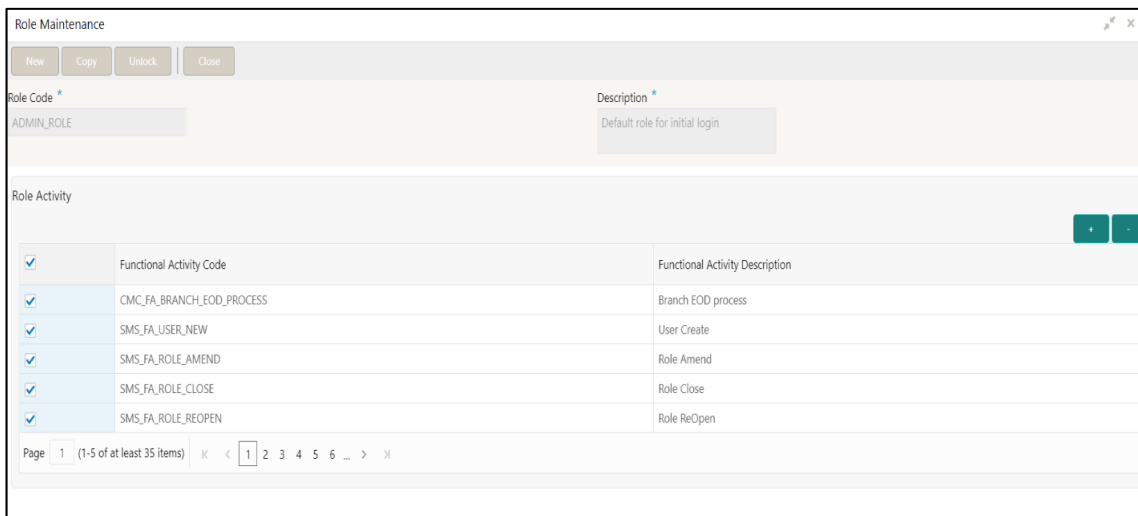 Role Maintenance
New Copy Unlock Close
Role Code * Description *
ADMIN_ROLE Default role for initial login
Role Activity
+ -
Functional Activity Code Functional Activity Description
CMC_FA_BRANCH_EOD_PROCESS Branch EOD process
SMS_FA_USER_NEW User Create
SMS_FA_ROLE_AMEND Role Amend
SMS_FA_ROLE_CLOSE Role Close
SMS_FA_ROLE_REOPEN Role ReOpen
Page 1 (1-5 of at least 35 items) 1 2 3 4 5 6 ...